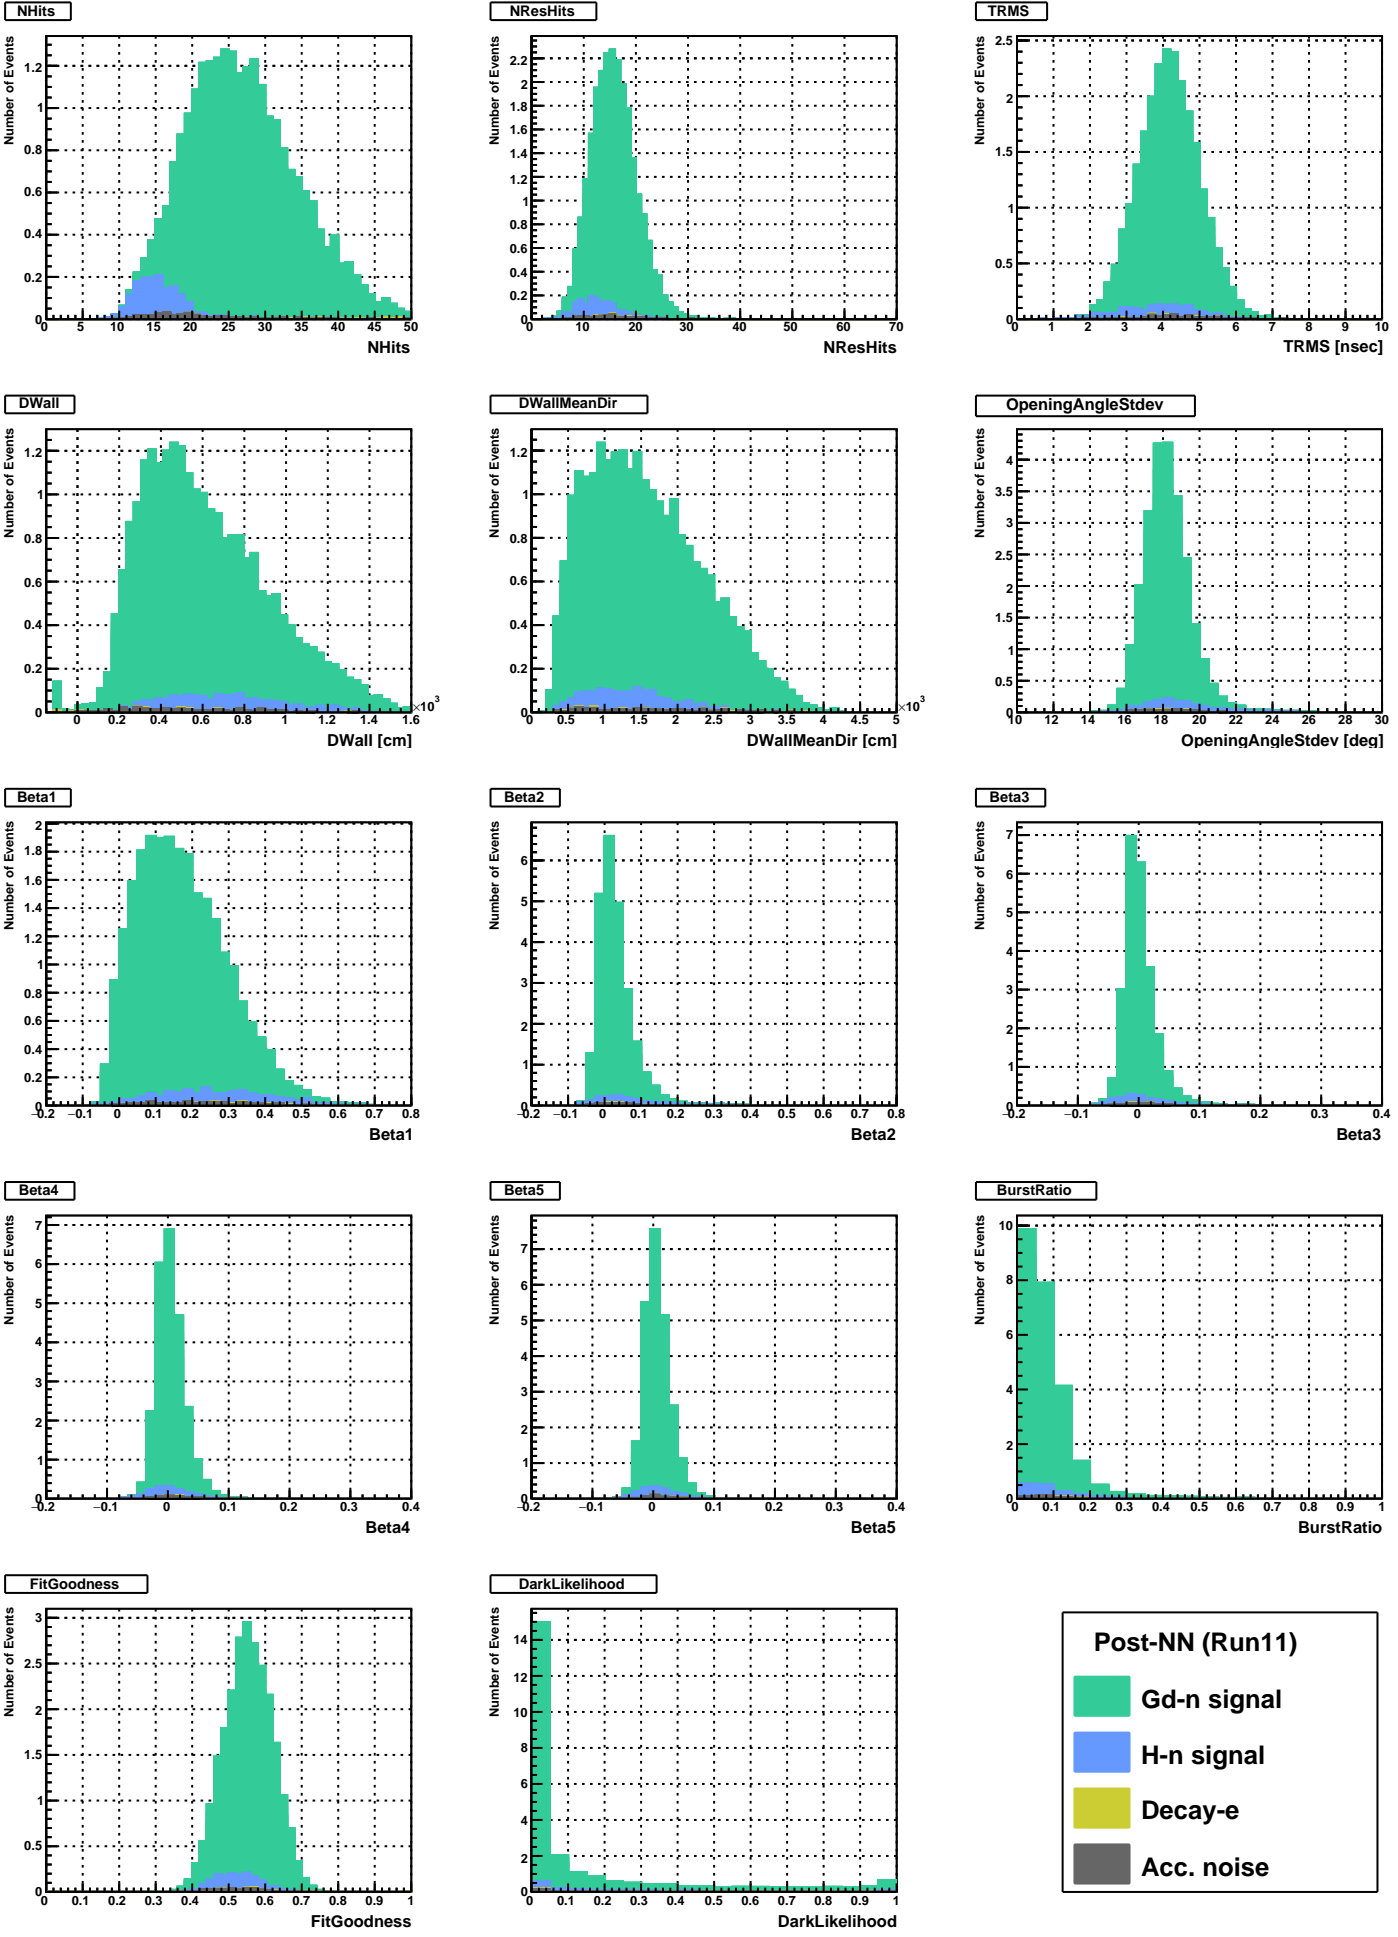 NHits
Number of Events
1.2
1
0.8
0.6
0.4
0.2
0
0 5 10 15 20 25 30 35 40 45 50
NHits
NResHits
Number of Events
2.2
2
1.8
1.6
1.4
1.2
1
0.8
0.6
0.4
0.2
0
0 10 20 30 40 50 60 70
NResHits
TRMS
Number of Events
2.5
2
1.5
1
0.5
0
0 1 2 3 4 5 6 7 8 9 10
TRMS [nsec]
DWall
Number of Events
1.2
1
0.8
0.6
0.4
0.2
0
0 0.2 0.4 0.6 0.8 1 1.2 1.4 1.6
×10³
DWall [cm]
DWallMeanDir
Number of Events
1.2
1
0.8
0.6
0.4
0.2
0
0 0.5 1 1.5 2 2.5 3 3.5 4 4.5 5
×10³
DWallMeanDir [cm]
OpeningAngleStdev
Number of Events
4
3.5
3
2.5
2
1.5
1
0.5
0
10 12 14 16 18 20 22 24 26 28 30
OpeningAngleStdev [deg]
Beta1
Number of Events
2
1.8
1.6
1.4
1.2
1
0.8
0.6
0.4
0.2
0
−0.2 −0.1 0 0.1 0.2 0.3 0.4 0.5 0.6 0.7 0.8
Beta1
Beta2
Number of Events
6
5
4
3
2
1
0
−0.2 −0.1 0 0.1 0.2 0.3 0.4 0.5 0.6 0.7 0.8
Beta2
Beta3
Number of Events
7
6
5
4
3
2
1
0
−0.2 −0.1 0 0.1 0.2 0.3 0.4
Beta3
Beta4
Number of Events
7
6
5
4
3
2
1
0
−0.2 −0.1 0 0.1 0.2 0.3 0.4
Beta4
Beta5
Number of Events
7
6
5
4
3
2
1
0
−0.2 −0.1 0 0.1 0.2 0.3 0.4
Beta5
BurstRatio
Number of Events
10
8
6
4
2
0
0 0.1 0.2 0.3 0.4 0.5 0.6 0.7 0.8 0.9 1
BurstRatio
FitGoodness
Number of Events
3
2.5
2
1.5
1
0.5
0
0 0.1 0.2 0.3 0.4 0.5 0.6 0.7 0.8 0.9 1
FitGoodness
DarkLikelihood
Number of Events
14
12
10
8
6
4
2
0
0 0.1 0.2 0.3 0.4 0.5 0.6 0.7 0.8 0.9 1
DarkLikelihood
Post-NN (Run11)
Gd-n signal
H-n signal
Decay-e
Acc. noise